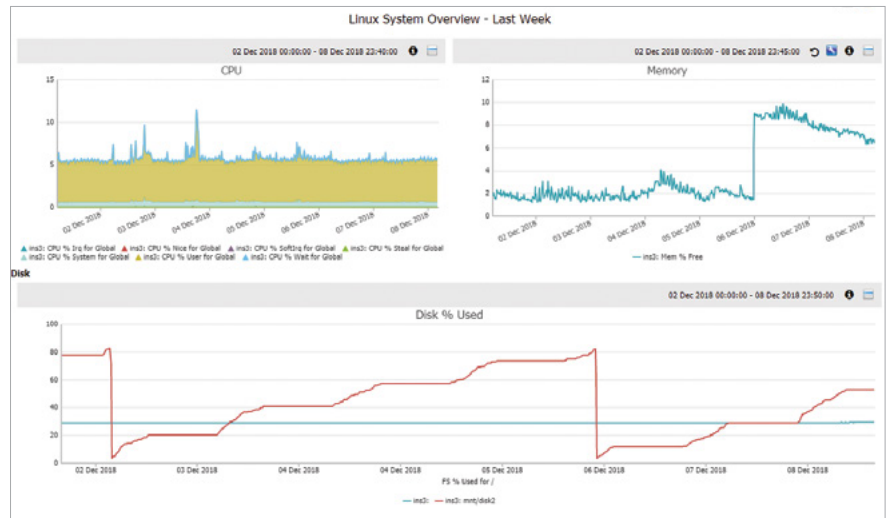 Linux System Overview - Last Week
02 Dec 2018 00:00:00 - 08 Dec 2018 23:40:00
CPU
15
10
5
0
02 Dec 2018 03 Dec 2018 04 Dec 2018 05 Dec 2018 06 Dec 2018 07 Dec 2018 08 Dec 2018
ins3: CPU % Irq for Global ins3: CPU % Nice for Global ins3: CPU % SoftIrq for Global ins3: CPU % Steal for Global
ins3: CPU % System for Global ins3: CPU % User for Global ins3: CPU % Wait for Global
02 Dec 2018 00:00:00 - 08 Dec 2018 23:45:00
Memory
12
10
8
6
4
2
0
02 Dec 2018 03 Dec 2018 04 Dec 2018 05 Dec 2018 06 Dec 2018 07 Dec 2018 08 Dec 2018
ins3: Mem % Free
Disk
02 Dec 2018 00:00:00 - 08 Dec 2018 23:50:00
Disk % Used
100
80
60
40
20
0
02 Dec 2018 03 Dec 2018 04 Dec 2018 04 Dec 2018 05 Dec 2018 06 Dec 2018 07 Dec 2018 08 Dec 2018
FS % Used for /
ins3: ins3: mnt/disk2